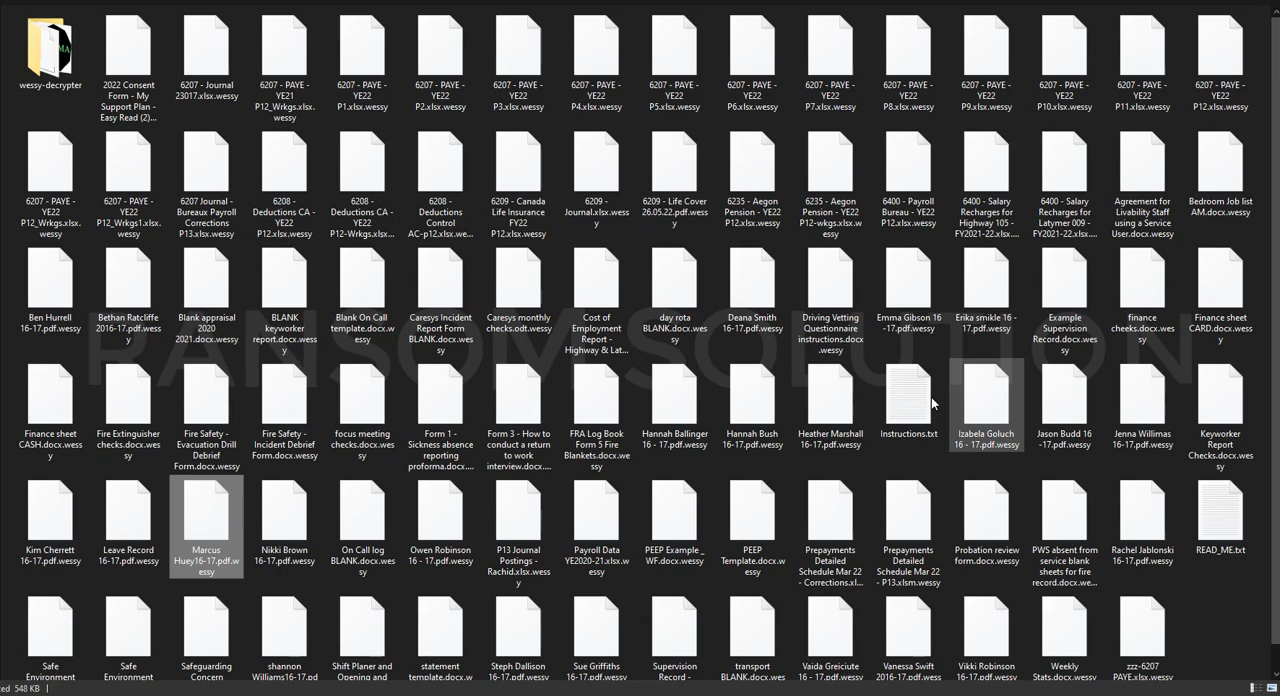 MA
wessy-decrypter
2022 Consent
Form - My
Support Plan -
Easy Read (2)...
6207 - Journal
23017.xlsx.wessy
6207 - PAYE -
YE21
P12_Wrkgs.xlsx.
wessy
6207 - PAYE -
YE22
P1.xlsx.wessy
6207 - PAYE -
YE22
P2.xlsx.wessy
6207 - PAYE -
YE22
P3.xlsx.wessy
6207 - PAYE -
YE22
P4.xlsx.wessy
6207 - PAYE -
YE22
P5.xlsx.wessy
6207 - PAYE -
YE22
P6.xlsx.wessy
6207 - PAYE -
YE22
P7.xlsx.wessy
6207 - PAYE -
YE22
P8.xlsx.wessy
6207 - PAYE -
YE22
P9.xlsx.wessy
6207 - PAYE -
YE22
P10.xlsx.wessy
6207 - PAYE -
YE22
P11.xlsx.wessy
6207 - PAYE -
YE22
P12.xlsx.wessy
6207 - PAYE -
YE22
P12_Wrkgs.xlsx.
wessy
6207 - PAYE -
YE22
P12_Wrkgs1.xlsx.
wessy
6207 Journal -
Bureaux Payroll
Corrections
P13.xlsx.wessy
6208 -
Deductions CA -
YE22
P12.xlsx.wessy
6208 -
Deductions CA -
YE22
P12-Wrkgs.xlsx...
6208 -
Deductions
Control
AC-p12.xlsx.we...
6209 - Canada
Life Insurance
FY22
P12.xlsx.wessy
6209 -
Journal.xlsx.wess
y
6209 - Life Cover
26.05.22.pdf.wess
y
6235 - Aegon
Pension - YE22
P12.xlsx.wessy
6235 - Aegon
Pension - YE22
P12-wkgs.xlsx.w
essy
6400 - Payroll
Bureau - YE22
P12.xlsx.wessy
6400 - Salary
Recharges for
Highway 105 -
FY2021-22.xlsx....
6400 - Salary
Recharges for
Latymer 009 -
FY2021-22.xlsx....
Agreement for
Livability Staff
using a Service
User.docx.wessy
Bedroom Job list
AM.docx.wessy
Ben Hurrell
16-17.pdf.wessy
Bethan Ratcliffe
2016-17.pdf.wess
y
Blank appraisal
2020
2021.docx.wessy
BLANK
keyworker
report.docx.wess
y
Blank On Call
template.docx.w
essy
Caresys Incident
Report Form
BLANK.docx.wes
sy
Caresys monthly
checks.odt.wessy
Cost of
Employment
Report -
Highway & Lat...
day rota
BLANK.docx.wes
sy
Deana Smith
16-17.pdf.wessy
Driving Vetting
Questionnaire
instructions.docx
.wessy
Emma Gibson 16
-17.pdf.wessy
Erika smikle 16 -
17.pdf.wessy
Example
Supervision
Record.docx.wes
sy
finance
cheeks.docx.wes
sy
Finance sheet
CARD.docx.wess
y
RANSOM SOLUTION
Finance sheet
CASH.docx.wess
y
Fire Extinguisher
checks.docx.wes
sy
Fire Safety -
Evacuation Drill
Debrief
Form.docx.wessy
Fire Safety -
Incident Debrief
Form.docx.wessy
focus meeting
checks.docx.wes
sy
Form 1 -
Sickness absence
reporting
proforma.docx....
Form 3 - How to
conduct a return
to work
interview.docx....
FRA Log Book
Form 5 Fire
Blankets.docx.we
ssy
Hannah Ballinger
16 - 17.pdf.wessy
Hannah Bush
16 - 17.pdf.wessy
Heather Marshall
16-17.pdf.wessy
Instructions.txt
Izabela Goluch
16 - 17.pdf.wessy
Jason Budd 16
-17.pdf.wessy
Jenna Willimas
16-17.pdf.wessy
Keyworker
Report
Checks.docx.wes
sy
Kim Cherrett
16-17.pdf.wessy
Leave Record
16-17.pdf.wessy
Marcus
Huey16-17.pdf.w
essy
Nikki Brown
16-17.pdf.wessy
On Call log
BLANK.docx.wes
sy
Owen Robinson
16 - 17.pdf.wessy
P13 Journal
Postings -
Rachid.xlsx.wess
y
Payroll Data
YE2020-21.xlsx.w
essy
PEEP Example _
WF.docx.wessy
PEEP
Template.docx.w
essy
Prepayments
Detailed
Schedule Mar 22
- Corrections.xl...
Prepayments
Detailed
Schedule Mar 22
- P13.xlsm.wessy
Probation review
form.docx.wessy
PWS absent from
service blank
sheets for fire
record.docx.we...
Rachel Jablonski
16-17.pdf.wessy
READ_ME.txt
Safe
Environment
Safe
Environment
Safeguarding
Concern
shannon
Williams16-17.pd
Shift Planer and
Opening and
statement
template.docx.w
Steph Dallison
16-17.pdf.wessy
Sue Griffiths
16-17.pdf.wessy
Supervision
Record -
transport
BLANK.docx.wes
Vaida Greiciute
16-17.pdf.wessy
Vanessa Swift
2016-17.pdf.wess
Vikki Robinson
16-17.pdf.wessy
Weekly
Stats.docx.wessy
zzz-6207
PAYE.xlsx.wessy
548 KB